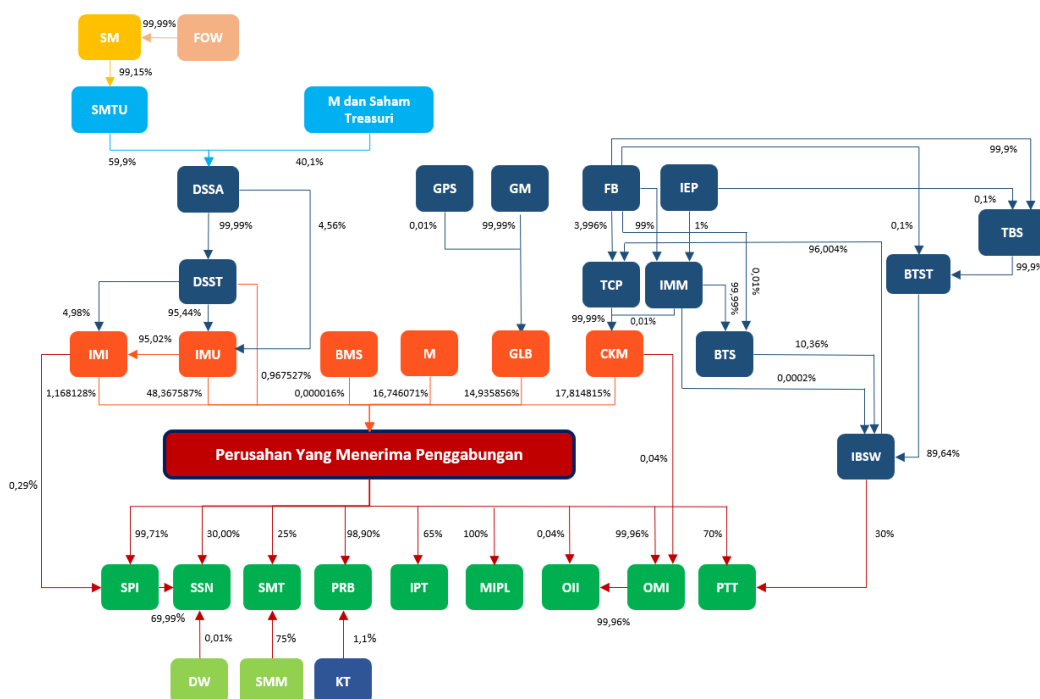 99,99%
SM
FOW
99,15%
SMTU
M dan Saham
Treasuri
59,9%
40,1%
99,9%
DSSA
GPS
GM
FB
IEP
0,1%
4,56%
99,99%
0,01%
99,99%
3,996%
99%
1%
0,1%
TBS
96,004%
DSST
TCP
IMM
BTST
99,9%
0,01%
99,99%
4,98%
95,44%
99,99%
0,01%
95,02%
IMI
IMU
BMS
M
GLB
CKM
BTS
10,36%
0,967527%
0,0002%
1,168128%
48,367587%
0,000016%
16,746071%
14,935856%
17,814815%
Perusahan Yang Menerima Penggabungan
0,04%
IBSW
89,64%
0,29%
99,71%
30,00%
25%
98,90%
65%
100%
0,04%
99,96%
70%
30%
SPI
SSN
SMT
PRB
IPT
MIPL
OII
OMI
PTT
69,99%
99,96%
0,01%
75%
1,1%
DW
SMM
KT